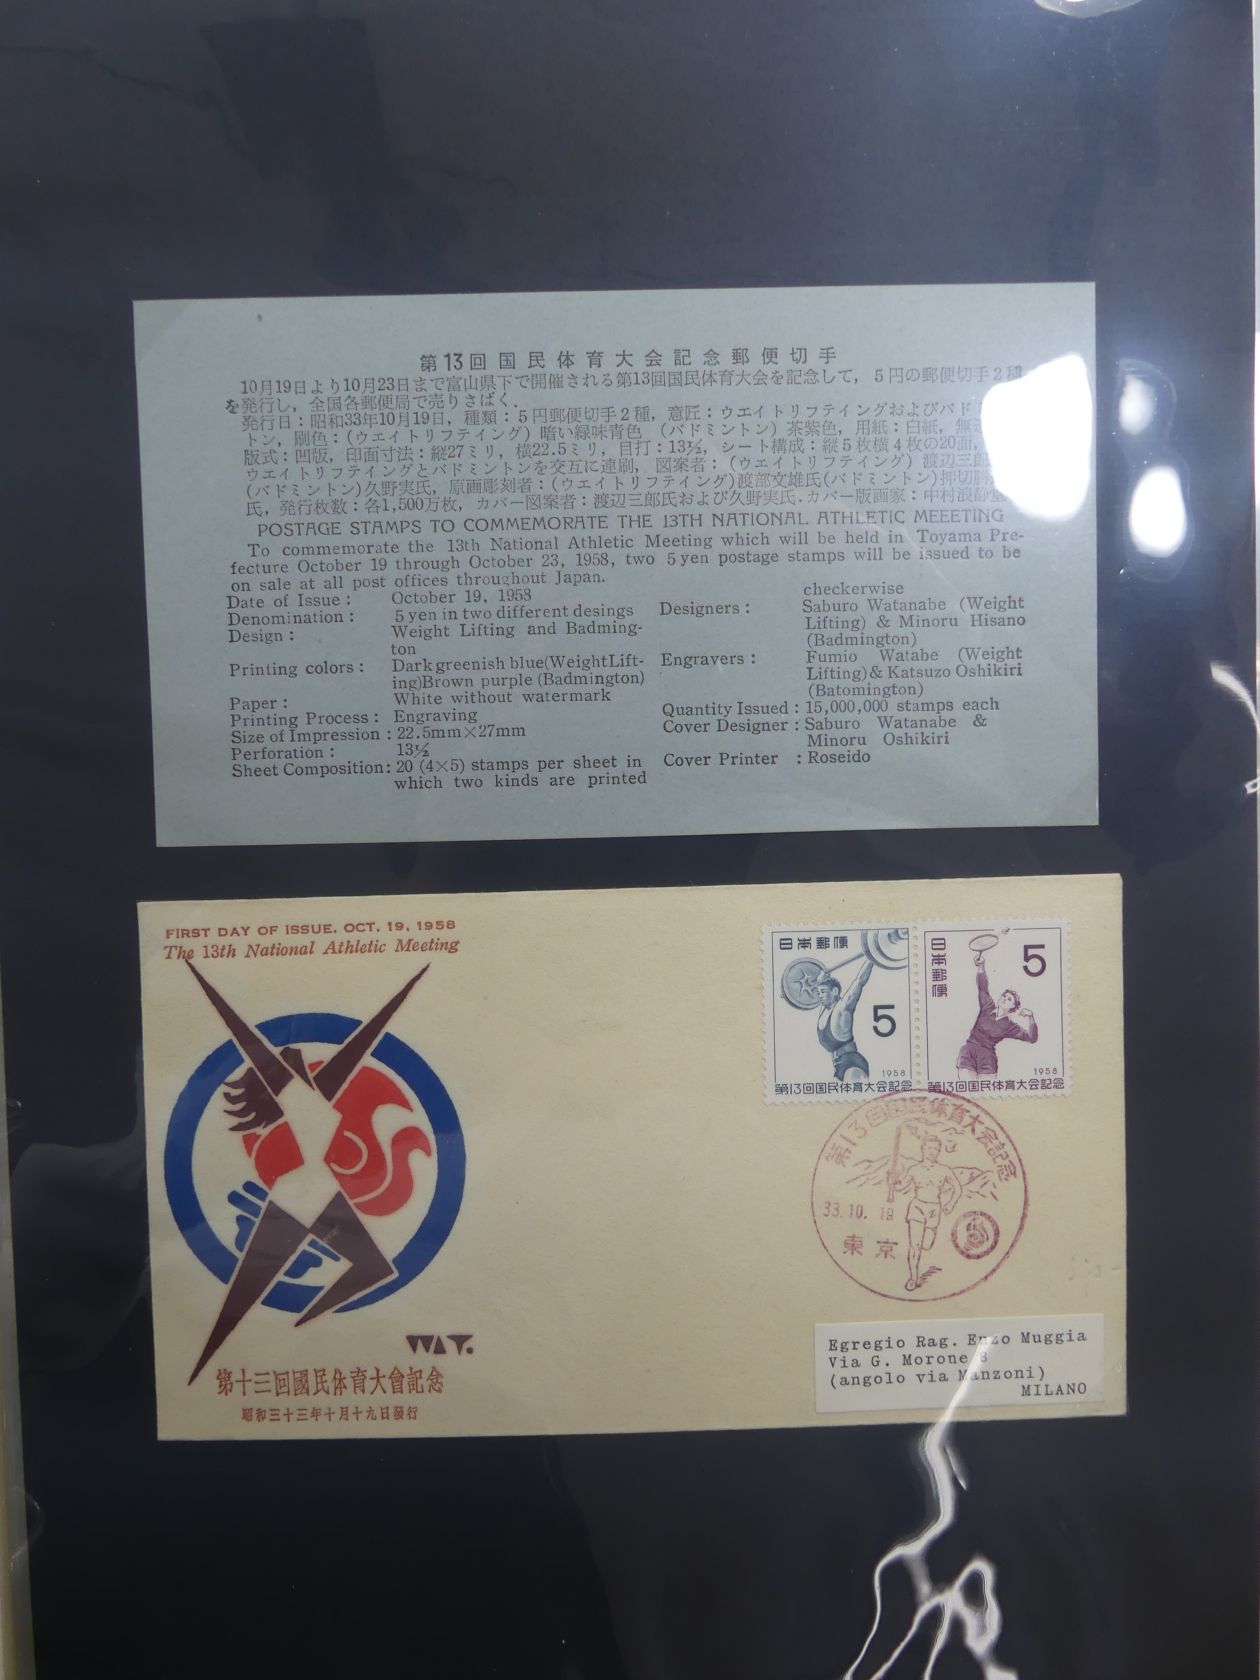 第13回国民体育大会記念郵便切手
10月19日より10月23日まで富山県下で開催される第13回国民体育大会を記念して，5円の郵便切手2種
を発行し，全国各郵便局で売りさばく．
発行日：昭和33年10月19日，種類：5円郵便切手2種，意匠：ウエイトリフテイングおよびバド
トン，刷色：（ウエイトリフテイング）暗い緑味青色　（バドミントン）茶紫色，用紙：白紙，無
版式：凹版，印面寸法：縦27ミリ，横22.5ミリ，目打：13½，シート構成：縦5枚横4枚の20面，
ウエイトリフテイングとバドミントンを交互に連刷，図案者：（ウエイトリフテイング）渡辺三郎
（バドミントン）久野実氏，原画彫刻者：（ウエイトリフテイング）渡部文雄氏（バドミントン）押切勝
氏，発行枚数：各1,500万枚，カバー図案者：渡辺三郎氏および久野実氏．カバー版画家：中村浪静
POSTAGE STAMPS TO COMMEMORATE THE 13TH NATIONAL ATHLETIC MEEETING
To commemorate the 13th National Athletic Meeting which will be held in Toyama Pre-
fecture October 19 through October 23, 1958, two 5 yen postage stamps will be issued to be
on sale at all post offices throughout Japan.
Date of Issue : October 19, 1958
Denomination : 5 yen in two different desings
Design : Weight Lifting and Badming-
ton
Printing colors : Dark greenish blue(Weight Lift-
ing)Brown purple (Badmington)
Paper : White without watermark
Printing Process : Engraving
Size of Impression : 22.5mm×27mm
Perforation : 13½
Sheet Composition: 20 (4×5) stamps per sheet in
which two kinds are printed
checkerwise
Designers : Saburo Watanabe (Weight
Lifting) & Minoru Hisano
(Badmington)
Engravers : Fumio Watabe (Weight
Lifting) & Katsuzo Oshikiri
(Batomington)
Quantity Issued : 15,000,000 stamps each
Cover Designer : Saburo Watanabe &
Minoru Oshikiri
Cover Printer : Roseido
FIRST DAY OF ISSUE. OCT. 19, 1958
The 13th National Athletic Meeting
日本郵便
5
1958
第13回国民体育大会記念
日本郵便
5
1958
第13回国民体育大会記念
第13回国民体育大会記念
33.10.19
東京
WAT.
第十三回國民体育大會記念
昭和三十三年十月十九日發行
Egregio Rag. Enzo Muggia
Via G. Morone 8
(angolo via Manzoni)
MILANO